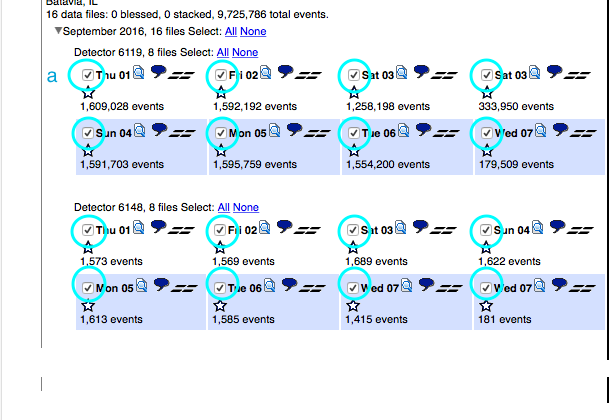 Batavia, IL
16 data files: 0 blessed, 0 stacked, 9,725,786 total events.
▼September 2016, 16 files Select: All None
Detector 6119, 8 files Select: All None
a
Thu 01 Fri 02 Sat 03 Sat 03
1,609,028 events 1,592,192 events 1,258,198 events 333,950 events
Sun 04 Mon 05 Tue 06 Wed 07
1,591,703 events 1,595,759 events 1,554,200 events 179,509 events
Detector 6148, 8 files Select: All None
Thu 01 Fri 02 Sat 03 Sun 04
1,573 events 1,569 events 1,689 events 1,622 events
Mon 05 Tue 06 Wed 07 Wed 07
1,613 events 1,585 events 1,415 events 181 events